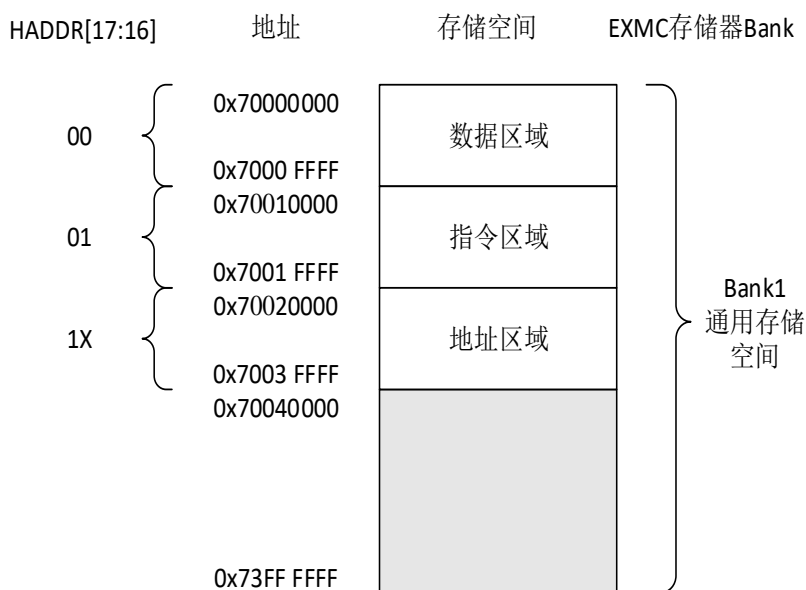 HADDR[17:16] 地址 存储空间 EXMC存储器Bank
0x70000000
00 数据区域
0x7000 FFFF
0x70010000
01 指令区域
0x7001 FFFF
0x70020000
1X 地址区域
0x7003 FFFF
0x70040000
Bank1
通用存储
空间
0x73FF FFFF